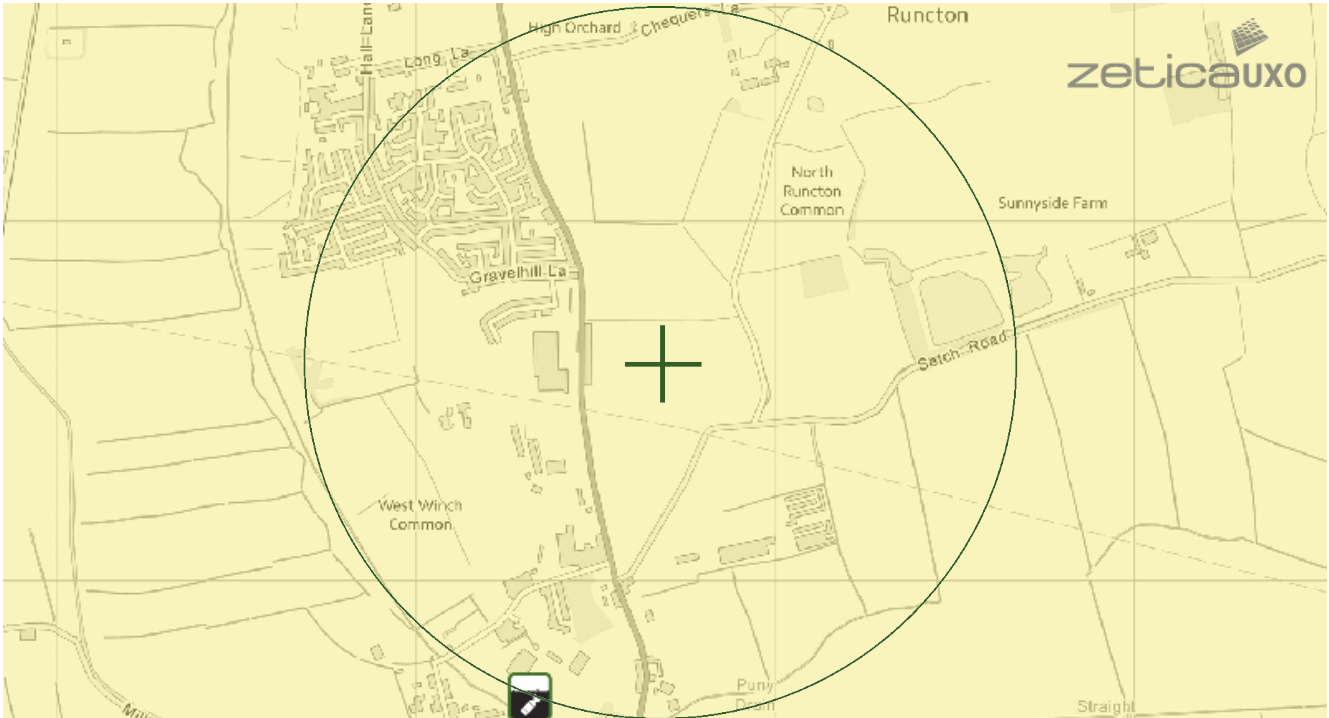 Runcton
High Orchard
Chequers La
Hall Lane
Long La
zeticauxo
North
Runcton
Common
Sunnyside Farm
Gravelhill La
Setch Road
West Winch
Common
Puny
Drain
Straight